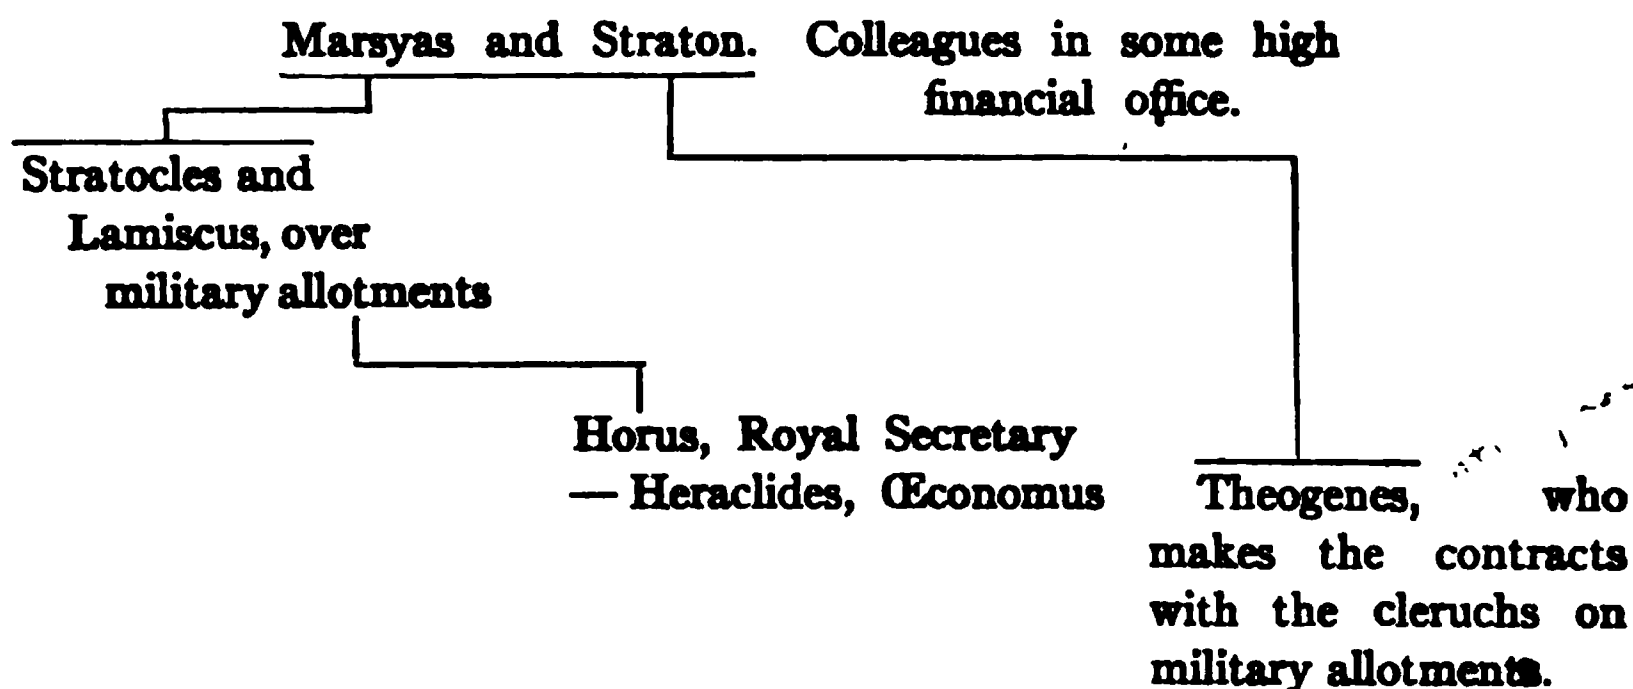 Marsyas and Straton. Colleagues in some high
financial office.
Stratocles and
Lamiscus, over
military allotments
Horus, Royal Secretary
— Heraclides, Œconomus
Theogenes, who
makes the contracts
with the cleruchs on
military allotments.